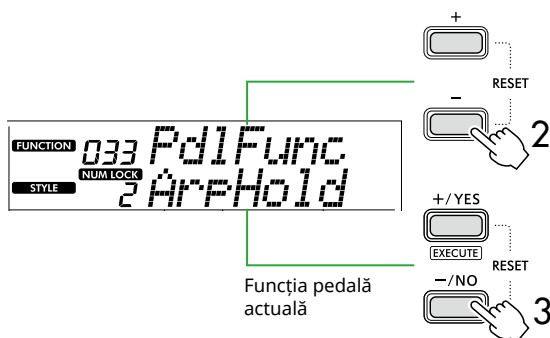 +
RESET
-
2
FUNCTION 033 PdlFunc
NUM LOCK
STYLE 2 ArpHold
+/YES
EXECUTE
RESET
-/NO
3
Funcția pedală
actuală